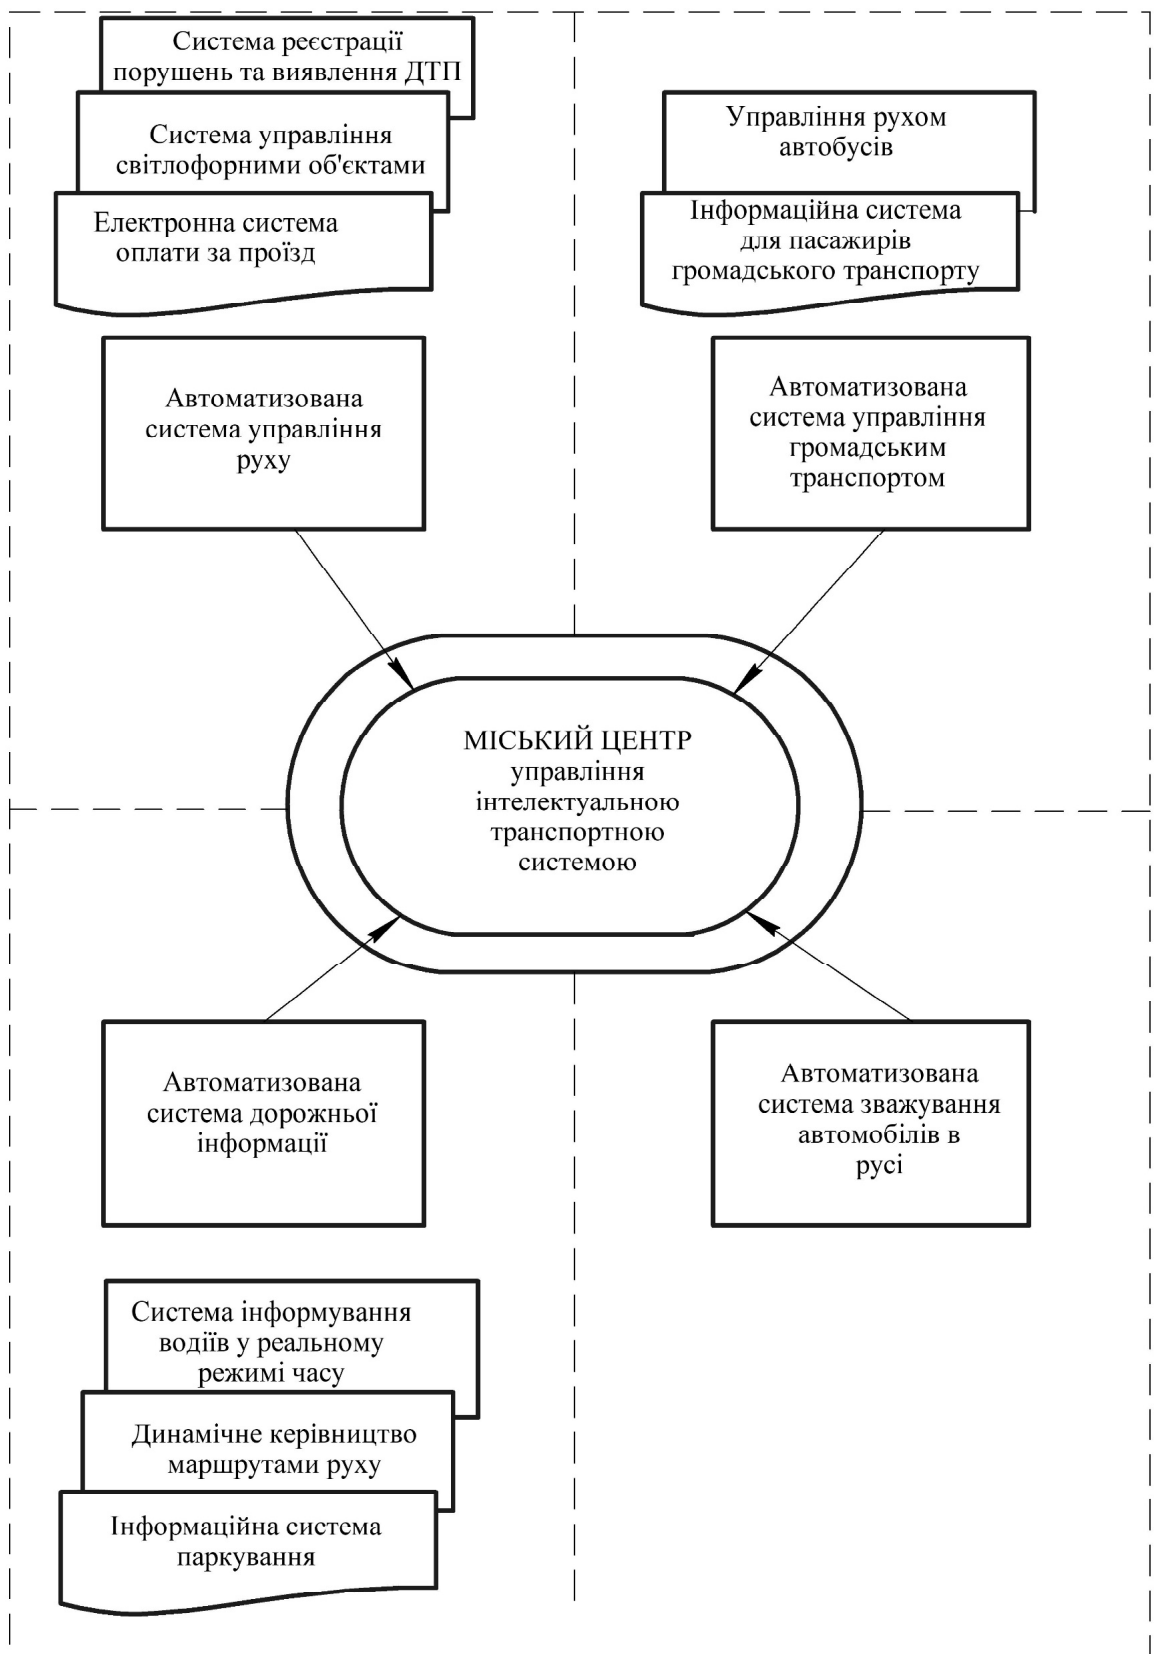 Система реєстрації
порушень та виявлення ДТП
Система управління
світлофорними об'єктами
Електронна система
оплати за проїзд
Управління рухом
автобусів
Інформаційна система
для пасажирів
громадського транспорту
Автоматизована
система управління
руху
Автоматизована
система управління
громадським
транспортом
МІСЬКИЙ ЦЕНТР
управління
інтелектуальною
транспортною
системою
Автоматизована
система дорожньої
інформації
Автоматизована
система зважування
автомобілів в
русі
Система інформування
водіїв у реальному
режимі часу
Динамічне керівництво
маршрутами руху
Інформаційна система
паркування